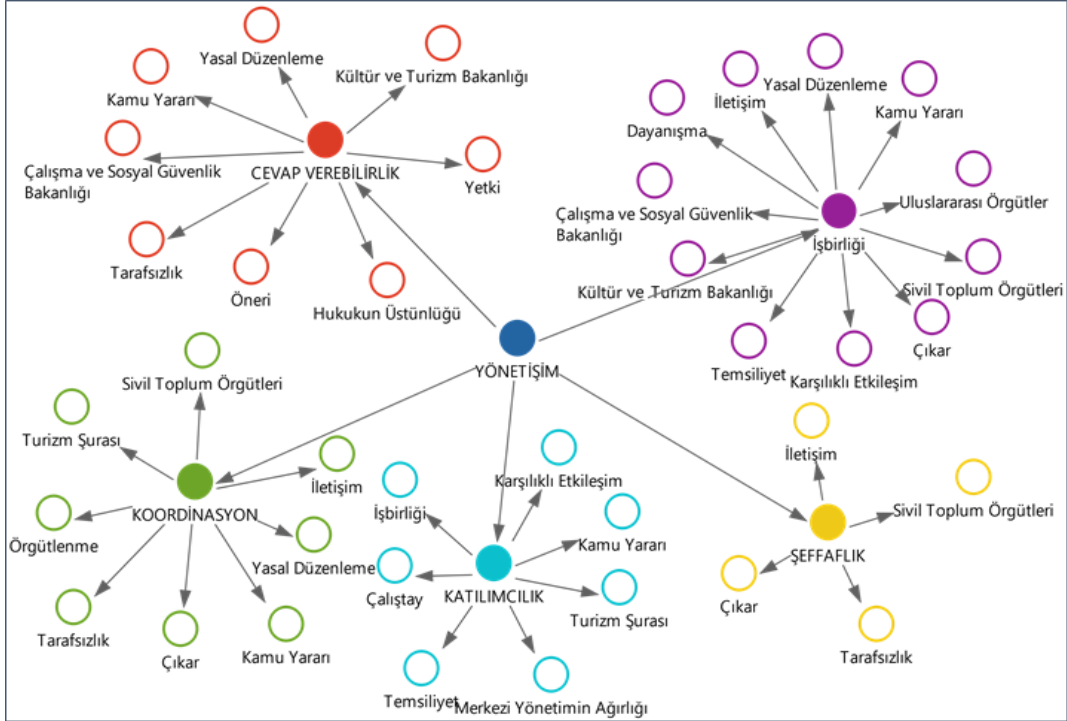 Yasal Düzenleme
Kültür ve Turizm Bakanlığı
Kamu Yararı
Çalışma ve Sosyal Güvenlik
Bakanlığı
CEVAP VEREBİLİRLİK
Yetki
Tarafsızlık
Öneri
Hukukun Üstünlüğü
Yasal Düzenleme
İletişim
Kamu Yararı
Dayanışma
Uluslararası Örgütler
Çalışma ve Sosyal Güvenlik
Bakanlığı
İşbirliği
Kültür ve Turizm Bakanlığı
Sivil Toplum Örgütleri
Çıkar
Temsiliyet
Karşılıklı Etkileşim
YÖNETİŞİM
Sivil Toplum Örgütleri
Turizm Şurası
İletişim
KOORDİNASYON
Örgütlenme
Yasal Düzenleme
Tarafsızlık
Çıkar
Kamu Yararı
Karşılıklı Etkileşim
İşbirliği
Kamu Yararı
Çalıştay
KATILIMCILIK
Turizm Şurası
Temsiliyet
Merkezi Yönetimin Ağırlığı
İletişim
Sivil Toplum Örgütleri
ŞEFFAFLIK
Çıkar
Tarafsızlık